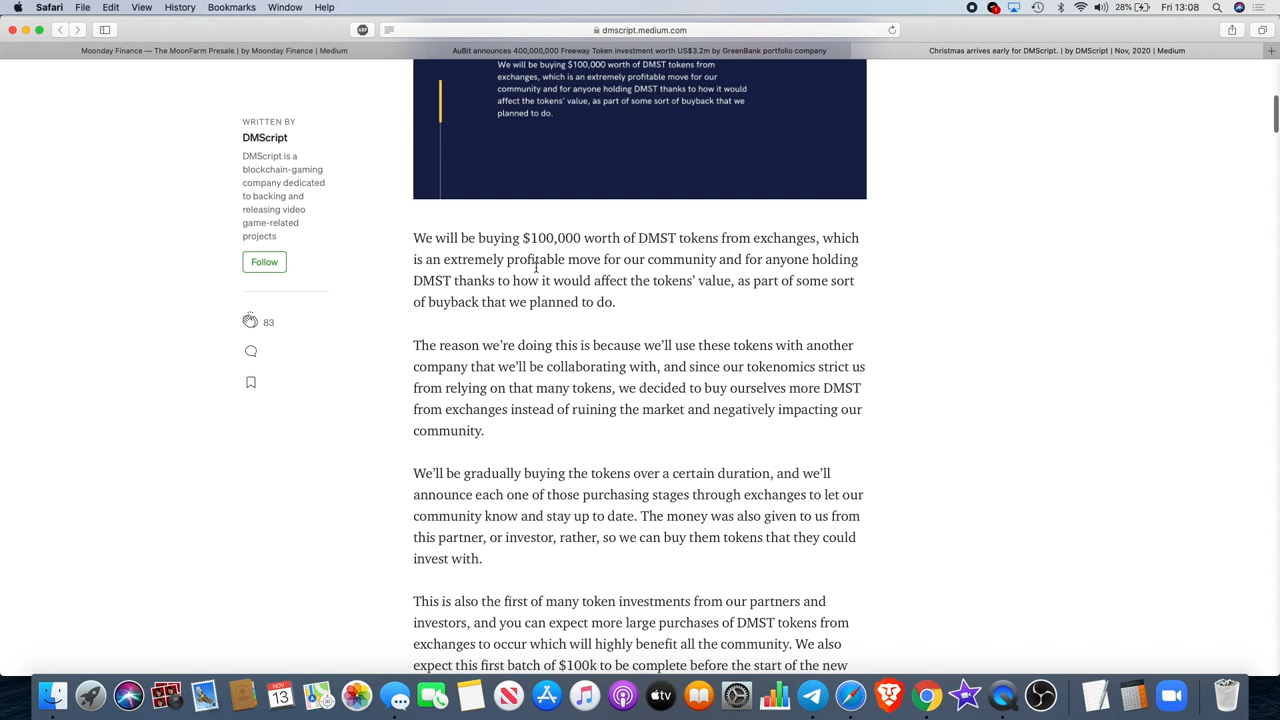 Safari File Edit View History Bookmarks Window Help 28% Fri 13:08
dmscript.medium.com
Moonday Finance — The MoonFarm Presale | by Moonday Finance | Medium
AuBit announces 400,000,000 Freeway Token investment worth US$3.2m by GreenBank portfolio company
Christmas arrives early for DMScript. | by DMScript | Nov, 2020 | Medium
We will be buying $100,000 worth of DMST tokens from
exchanges, which is an extremely profitable move for our
community and for anyone holding DMST thanks to how it would
affect the tokens' value, as part of some sort of buyback that we
planned to do.
WRITTEN BY
DMScript
DMScript is a
blockchain-gaming
company dedicated
to backing and
releasing video
game-related
projects
Follow
83
We will be buying $100,000 worth of DMST tokens from exchanges, which
is an extremely profitable move for our community and for anyone holding
DMST thanks to how it would affect the tokens' value, as part of some sort
of buyback that we planned to do.
The reason we're doing this is because we'll use these tokens with another
company that we'll be collaborating with, and since our tokenomics strict us
from relying on that many tokens, we decided to buy ourselves more DMST
from exchanges instead of ruining the market and negatively impacting our
community.
We'll be gradually buying the tokens over a certain duration, and we'll
announce each one of those purchasing stages through exchanges to let our
community know and stay up to date. The money was also given to us from
this partner, or investor, rather, so we can buy them tokens that they could
invest with.
This is also the first of many token investments from our partners and
investors, and you can expect more large purchases of DMST tokens from
exchanges to occur which will highly benefit all the community. We also
expect this first batch of $100k to be complete before the start of the new
NOV
13
tv